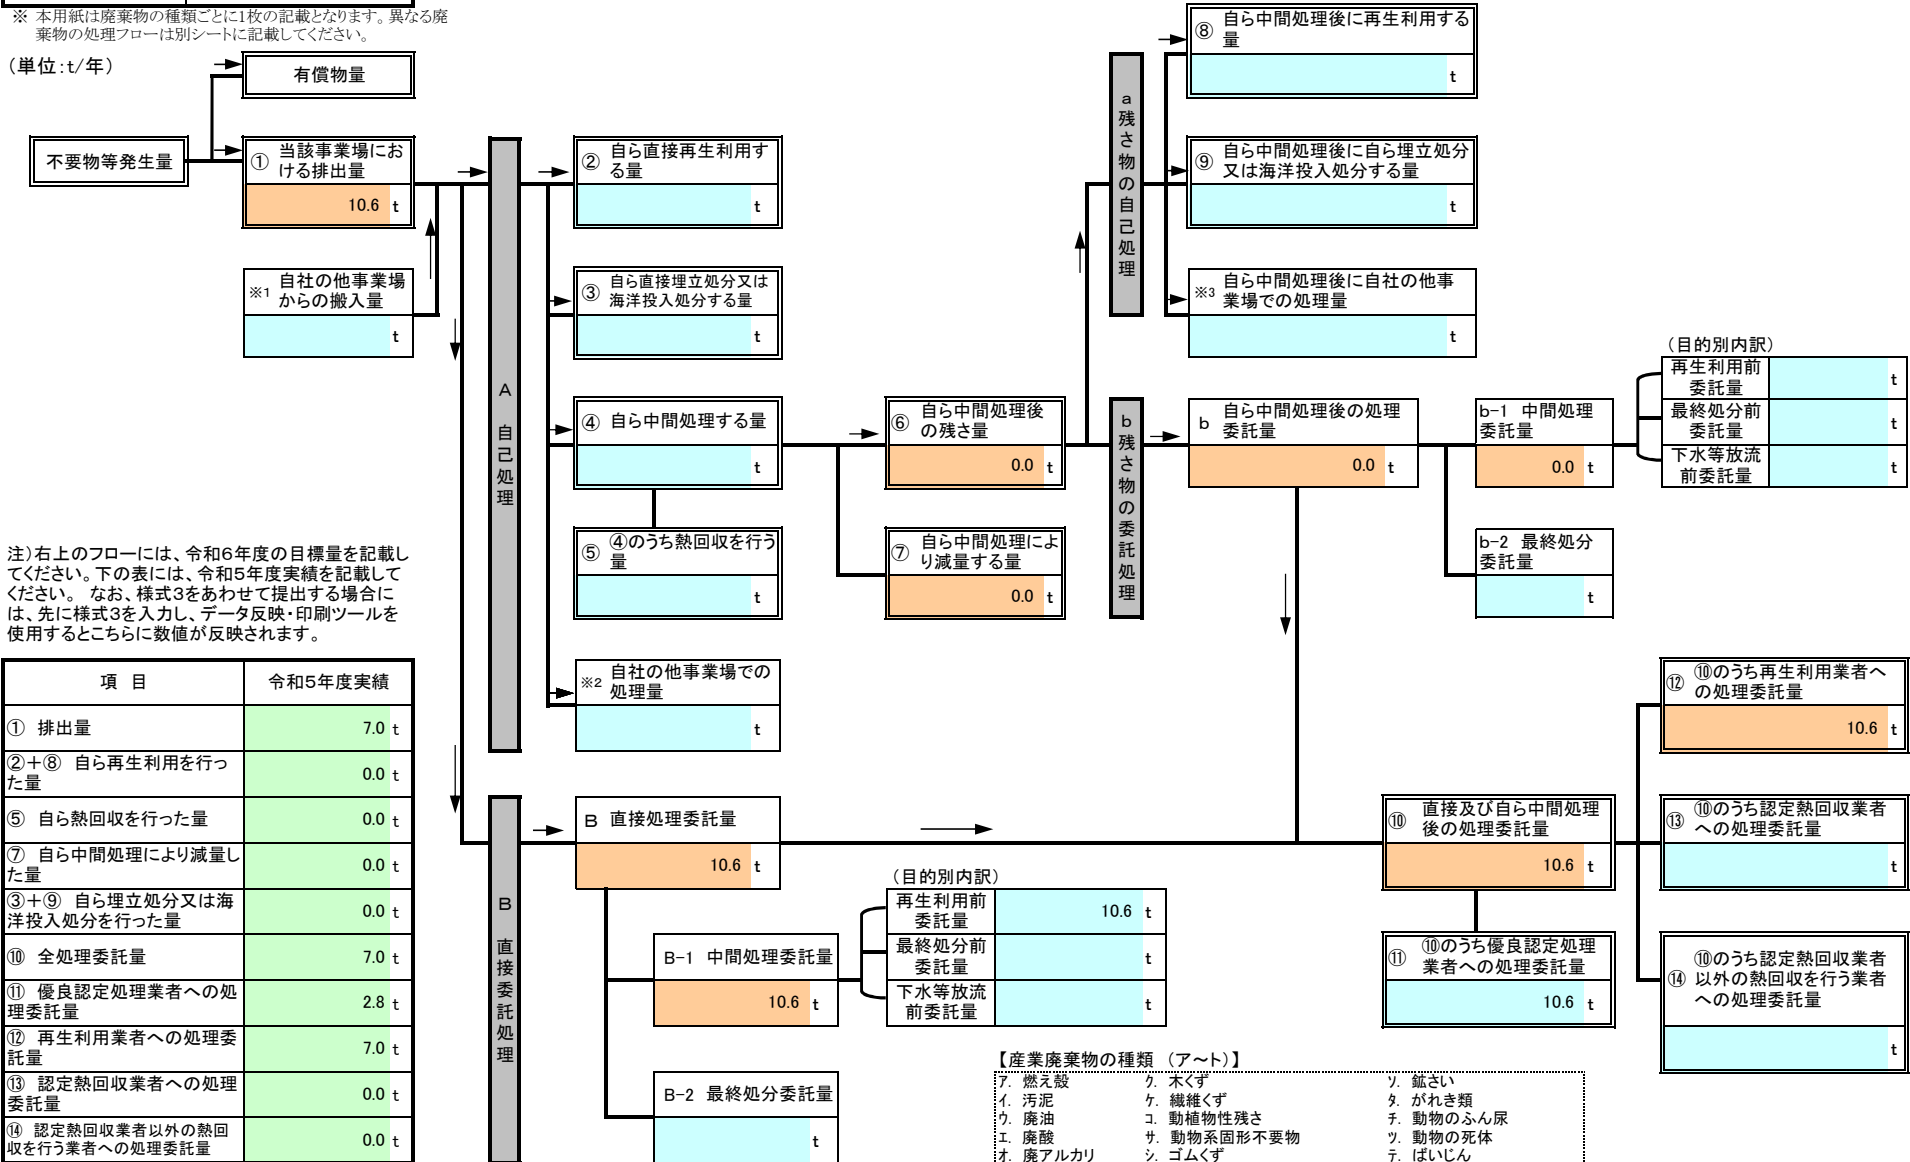 ※ 本用紙は廃棄物の種類ごとに1枚の記載となります。異なる廃
棄物の処理フローは別シートに記載してください。
（単位：t/年）
有償物量
不要物等発生量
① 当該事業場にお
ける排出量
10.6 t
※1 自社の他事業場
からの搬入量
t
A 自己処理
② 自ら直接再生利用す
る量
t
③ 自ら直接埋立処分又は
海洋投入処分する量
t
④ 自ら中間処理する量
t
⑤ ④のうち熱回収を行う
量
t
※2 自社の他事業場での
処理量
t
⑥ 自ら中間処理後
の残さ量
0.0 t
⑦ 自ら中間処理によ
り減量する量
0.0 t
a残さ物の自己処理
⑧ 自ら中間処理後に再生利用する
量
t
⑨ 自ら中間処理後に自ら埋立処分
又は海洋投入処分する量
t
※3 自ら中間処理後に自社の他事
業場での処理量
t
b残さ物の委託処理
b 自ら中間処理後の処理
委託量
0.0 t
b-1 中間処理
委託量
0.0 t
b-2 最終処分
委託量
t
（目的別内訳）
再生利用前
委託量
t
最終処分前
委託量
t
下水等放流
前委託量
t
注）右上のフローには、令和６年度の目標量を記載し
てください。下の表には、令和５年度実績を記載して
ください。 なお、様式３をあわせて提出する場合に
は、先に様式３を入力し、データ反映・印刷ツールを
使用するとこちらに数値が反映されます。
項 目 令和５年度実績
① 排出量 7.0 t
②＋⑧ 自ら再生利用を行っ
た量 0.0 t
⑤ 自ら熱回収を行った量 0.0 t
⑦ 自ら中間処理により減量し
た量 0.0 t
③＋⑨ 自ら埋立処分又は海
洋投入処分を行った量 0.0 t
⑩ 全処理委託量 7.0 t
⑪ 優良認定処理業者への処
理委託量 2.8 t
⑫ 再生利用業者への処理委
託量 7.0 t
⑬ 認定熱回収業者への処理
委託量 0.0 t
⑭ 認定熱回収業者以外の熱回
収を行う業者への処理委託量 0.0 t
B 直接委託処理
B 直接処理委託量
10.6 t
B-1 中間処理委託量
10.6 t
B-2 最終処分委託量
t
（目的別内訳）
再生利用前
委託量
10.6 t
最終処分前
委託量
t
下水等放流
前委託量
t
⑩ 直接及び自ら中間処理
後の処理委託量
10.6 t
⑪ ⑩のうち優良認定処理
業者への処理委託量
10.6 t
⑫ ⑩のうち再生利用業者へ
の処理委託量
10.6 t
⑬ ⑩のうち認定熱回収業者
への処理委託量
t
⑭ ⑩のうち認定熱回収業者
以外の熱回収を行う業者
への処理委託量
t
【産業廃棄物の種類 （ア～ト）】
ア. 燃え殻 ク. 木くず ソ. 鉱さい
イ. 汚泥 ケ. 繊維くず タ. がれき類
ウ. 廃油 コ. 動植物性残さ チ. 動物のふん尿
エ. 廃酸 サ. 動物系固形不要物 ツ. 動物の死体
オ. 廃アルカリ シ. ゴムくず テ. ばいじん